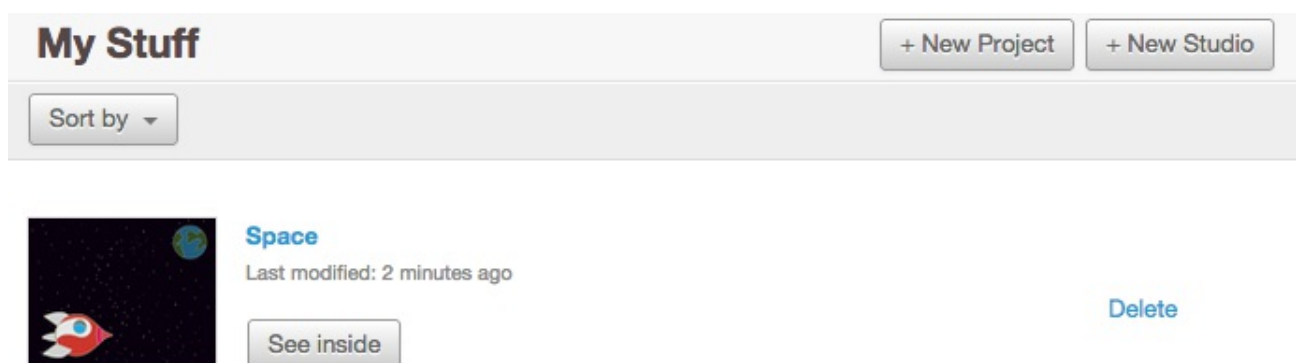 My Stuff
+ New Project
+ New Studio
Sort by
Space
Last modified: 2 minutes ago
Delete
See inside